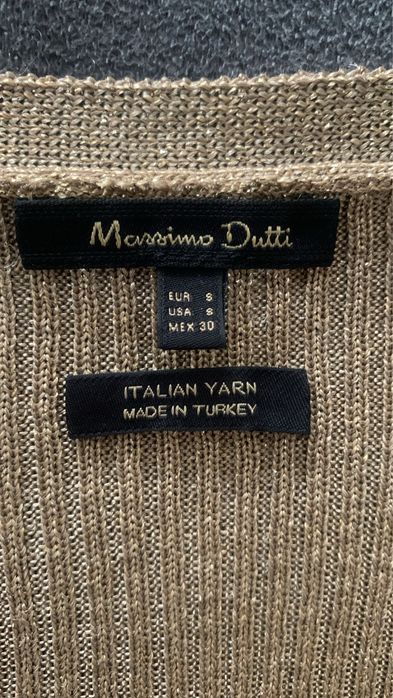 Massimo Dutti
EUR S
USA S
MEX 30
ITALIAN YARN
MADE IN TURKEY